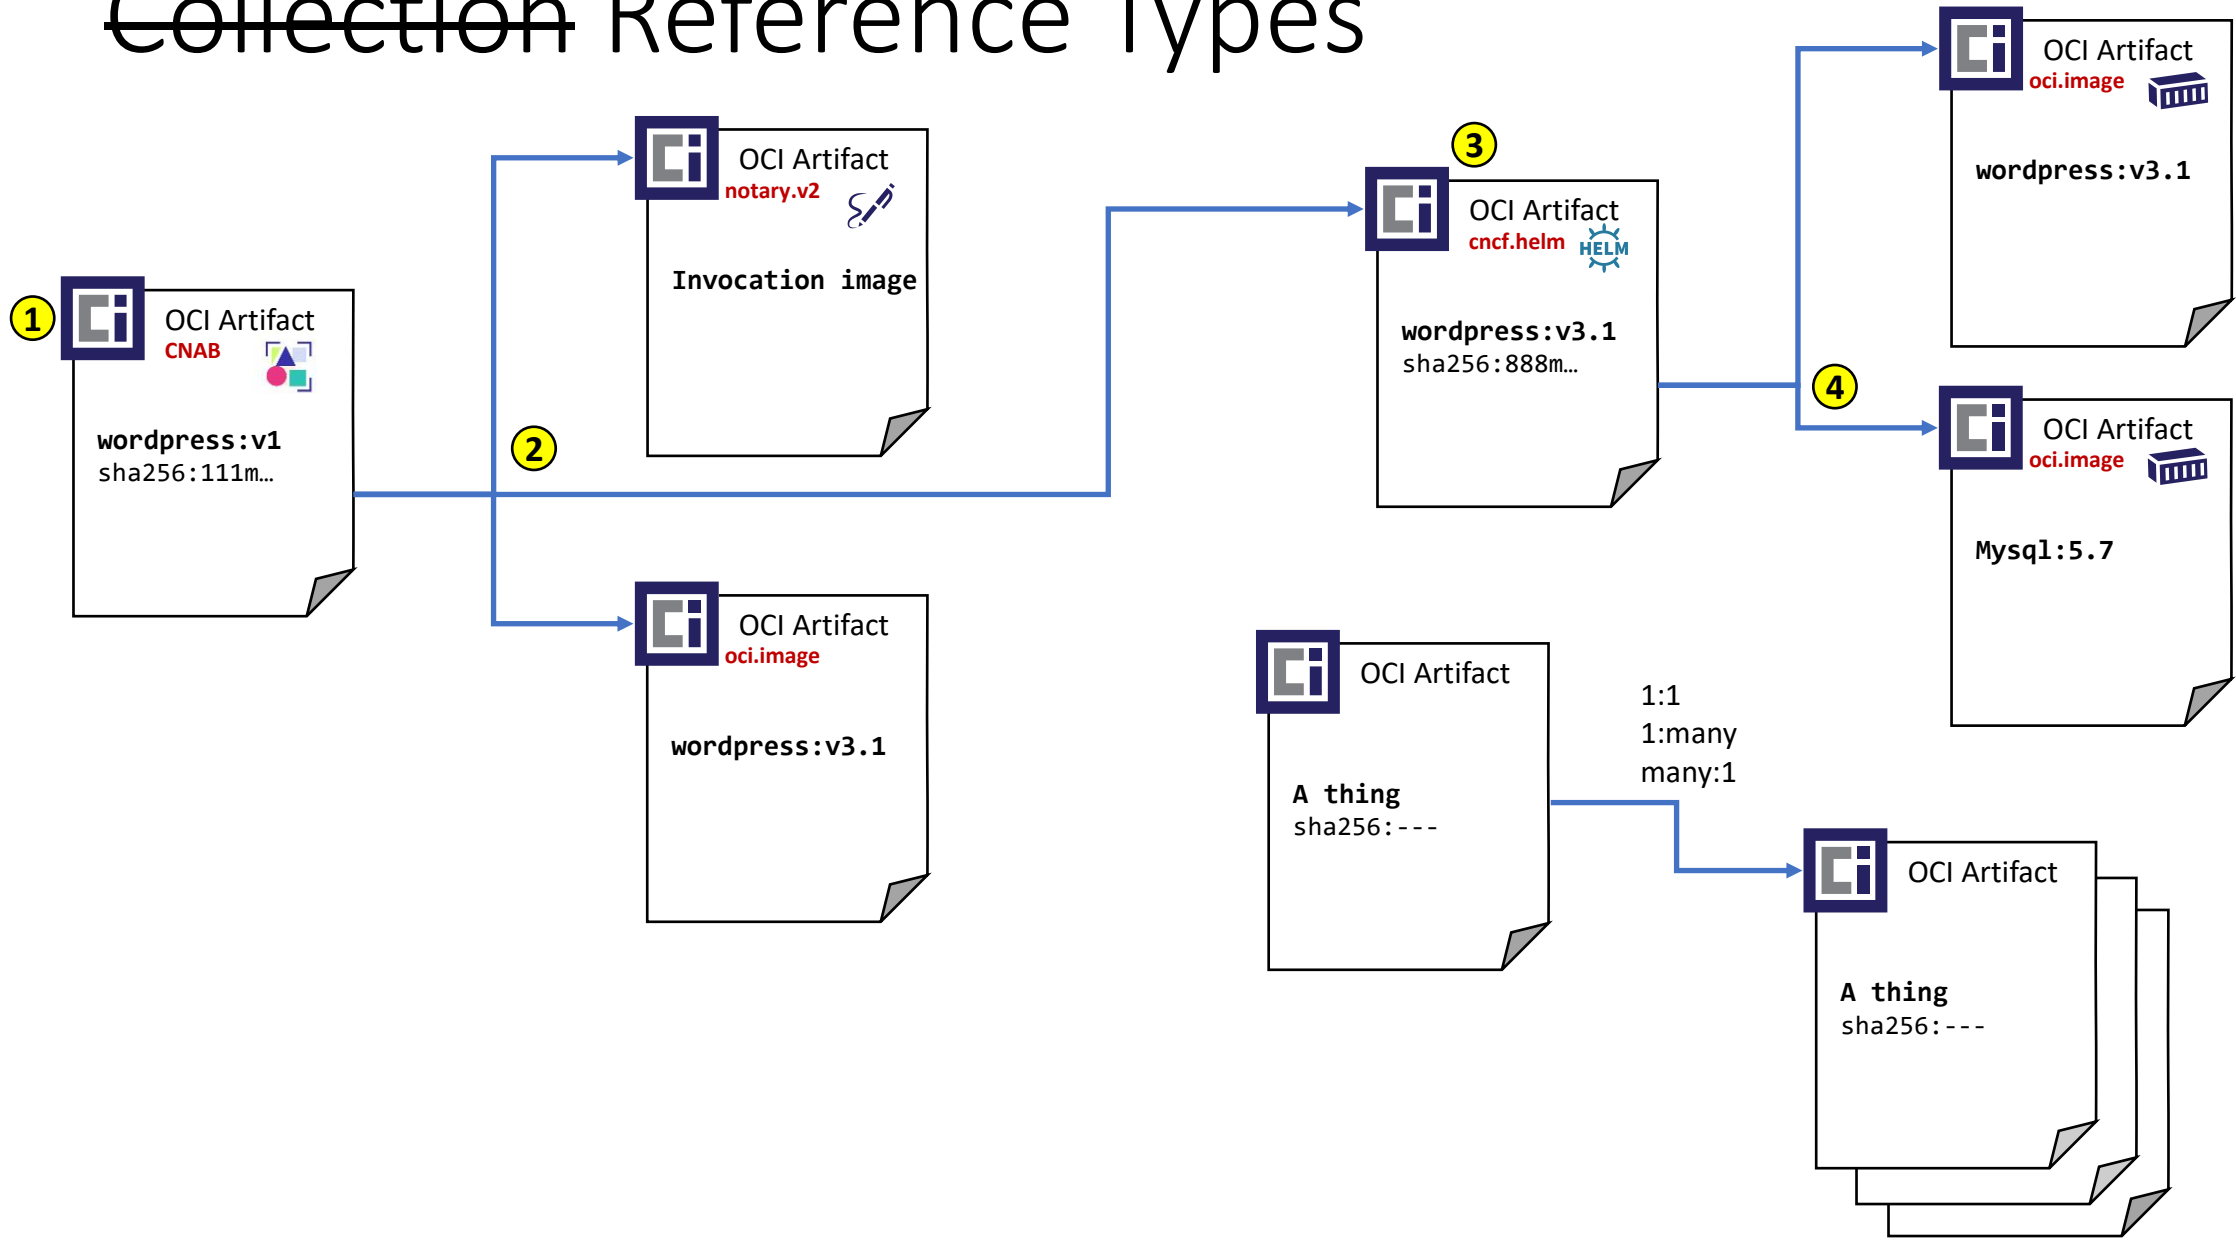 Collection Reference Types
1
OCI Artifact
CNAB
wordpress:v1
sha256:111m…
2
OCI Artifact
notary.v2
Invocation image
OCI Artifact
oci.image
wordpress:v3.1
3
OCI Artifact
cncf.helm
HELM
wordpress:v3.1
sha256:888m…
4
OCI Artifact
oci.image
wordpress:v3.1
OCI Artifact
oci.image
Mysql:5.7
OCI Artifact
A thing
sha256:---
1:1
1:many
many:1
OCI Artifact
A thing
sha256:---